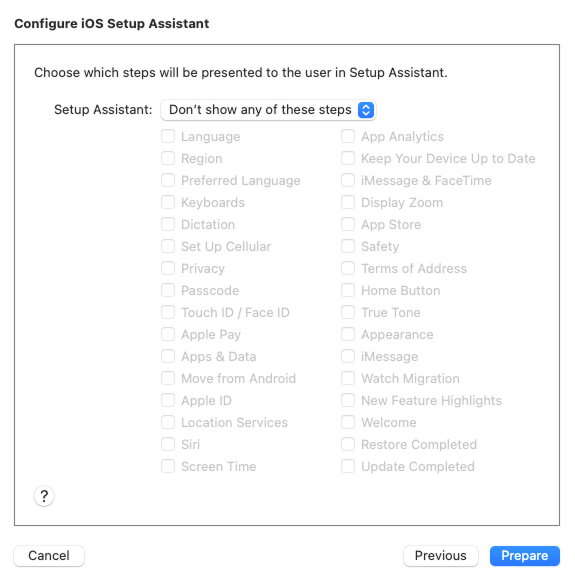 Configure iOS Setup Assistant
Choose which steps will be presented to the user in Setup Assistant.
Setup Assistant: Don't show any of these steps
Language
Region
Preferred Language
Keyboards
Dictation
Set Up Cellular
Privacy
Passcode
Touch ID / Face ID
Apple Pay
Apps & Data
Move from Android
Apple ID
Location Services
Siri
Screen Time
App Analytics
Keep Your Device Up to Date
iMessage & FaceTime
Display Zoom
App Store
Safety
Terms of Address
Home Button
True Tone
Appearance
iMessage
Watch Migration
New Feature Highlights
Welcome
Restore Completed
Update Completed
?
Cancel
Previous
Prepare